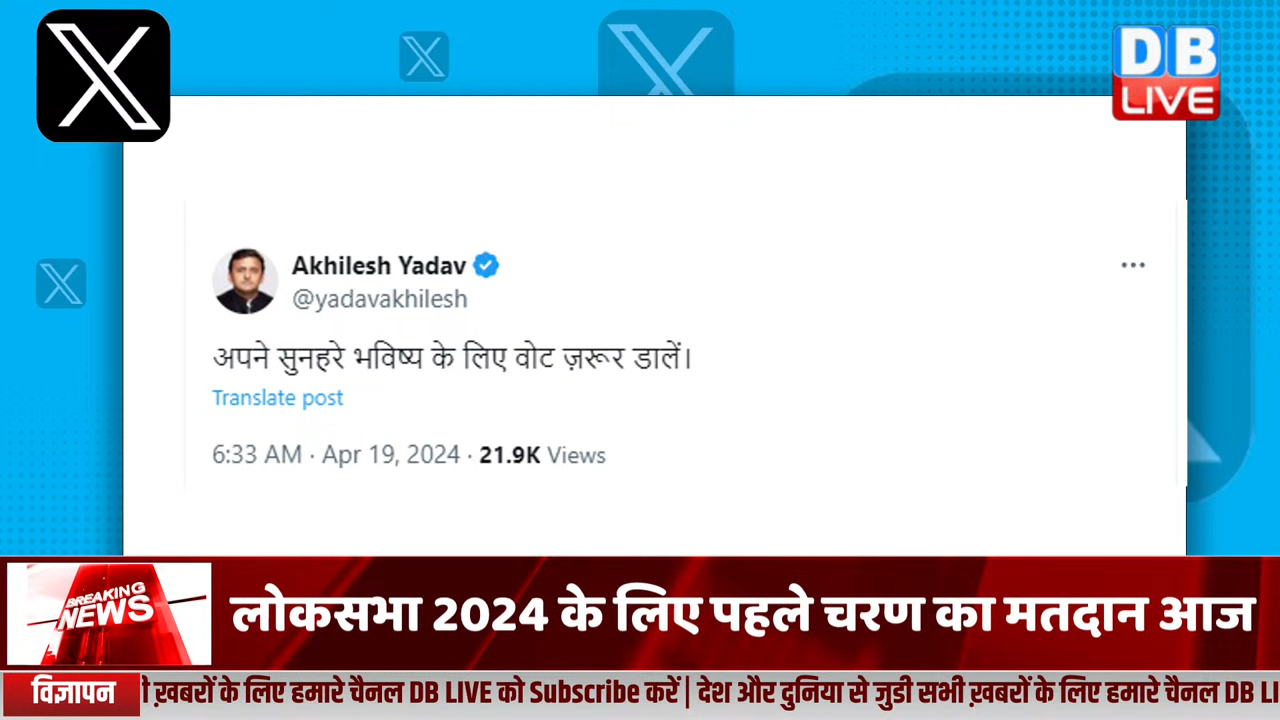 DB
LIVE
Akhilesh Yadav
@yadavakhilesh
अपने सुनहरे भविष्य के लिए वोट ज़रूर डालें।
Translate post
6:33 AM · Apr 19, 2024 · 21.9K Views
BREAKING
NEWS
लोकसभा 2024 के लिए पहले चरण का मतदान आज
विज्ञापन
ख़बरों के लिए हमारे चैनल DB LIVE को Subscribe करें | देश और दुनिया से जुडी सभी ख़बरों के लिए हमारे चैनल DB